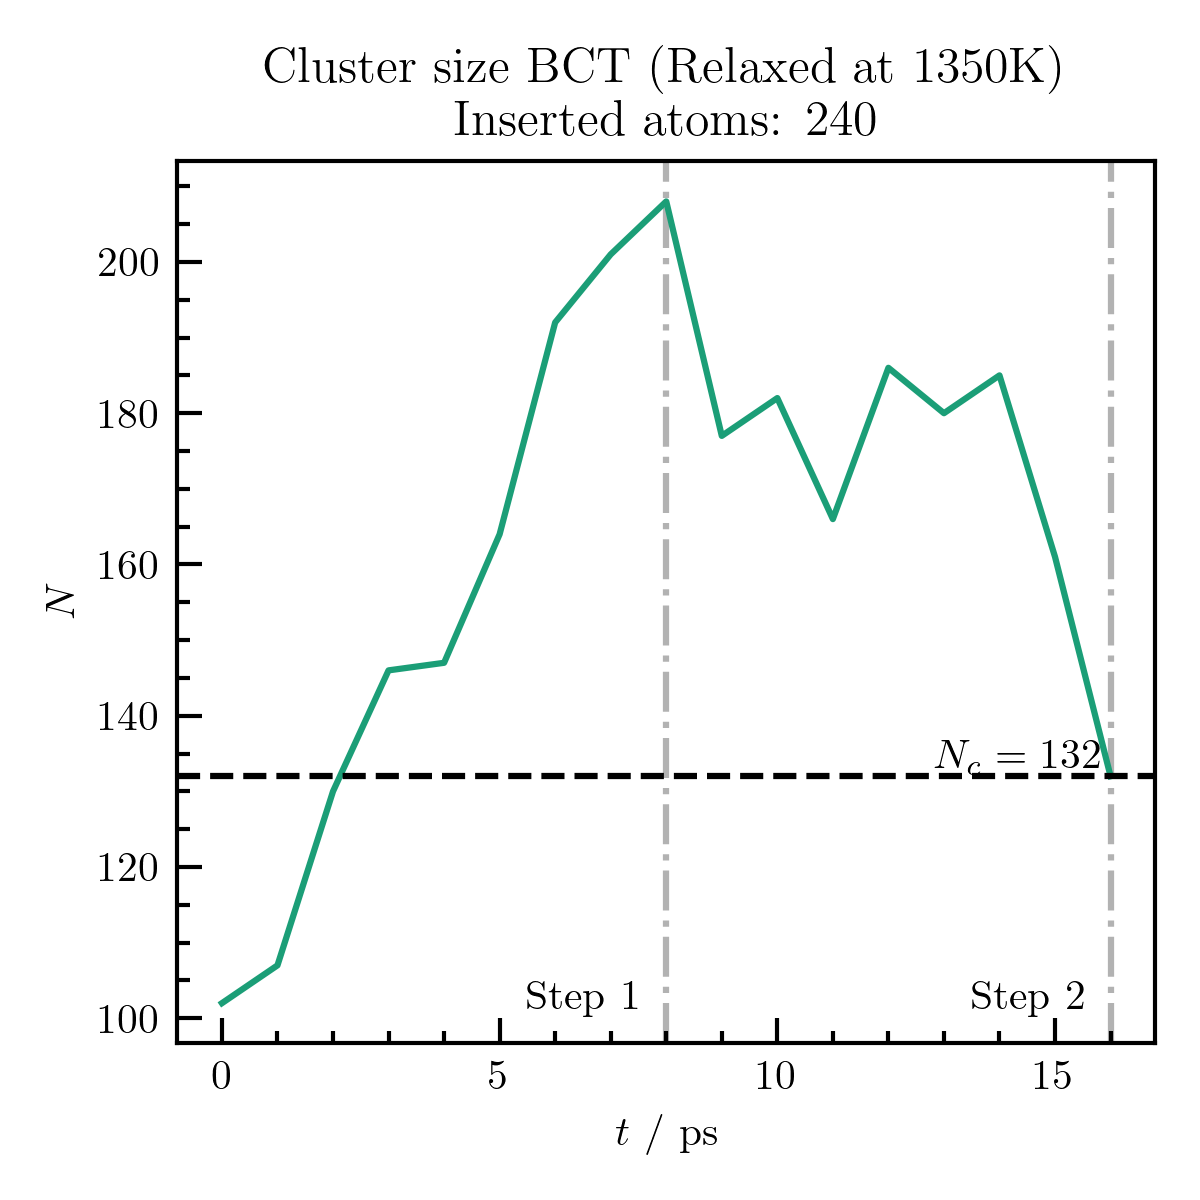 Cluster size BCT (Relaxed at 1350K)
Inserted atoms: 240
200
180
160
140
120
100
N
N_c = 132
Step 1
Step 2
0
5
10
15
t / ps